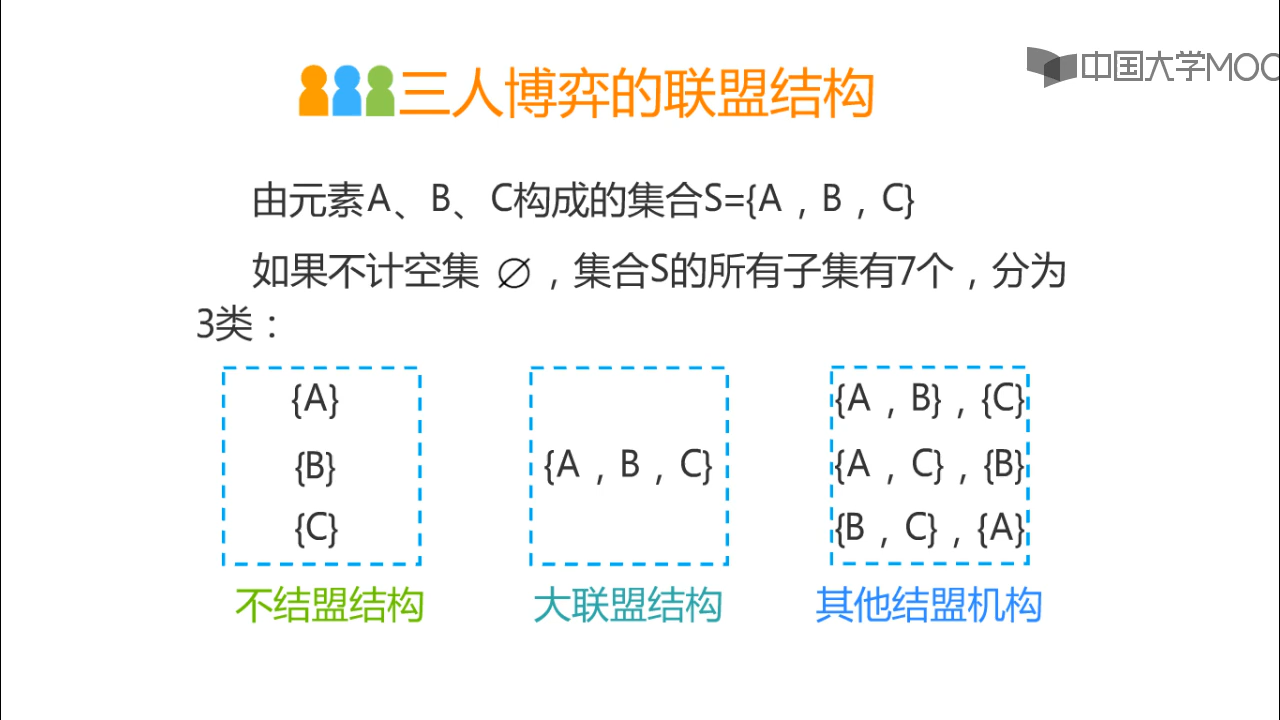 三人博弈的联盟结构
中国大学MOO
由元素A、B、C构成的集合S={A，B，C}
如果不计空集 ∅，集合S的所有子集有7个，分为
3类：
{A}
{B}
{C}
{A，B，C}
{A，B}，{C}
{A，C}，{B}
{B，C}，{A}
不结盟结构
大联盟结构
其他结盟机构